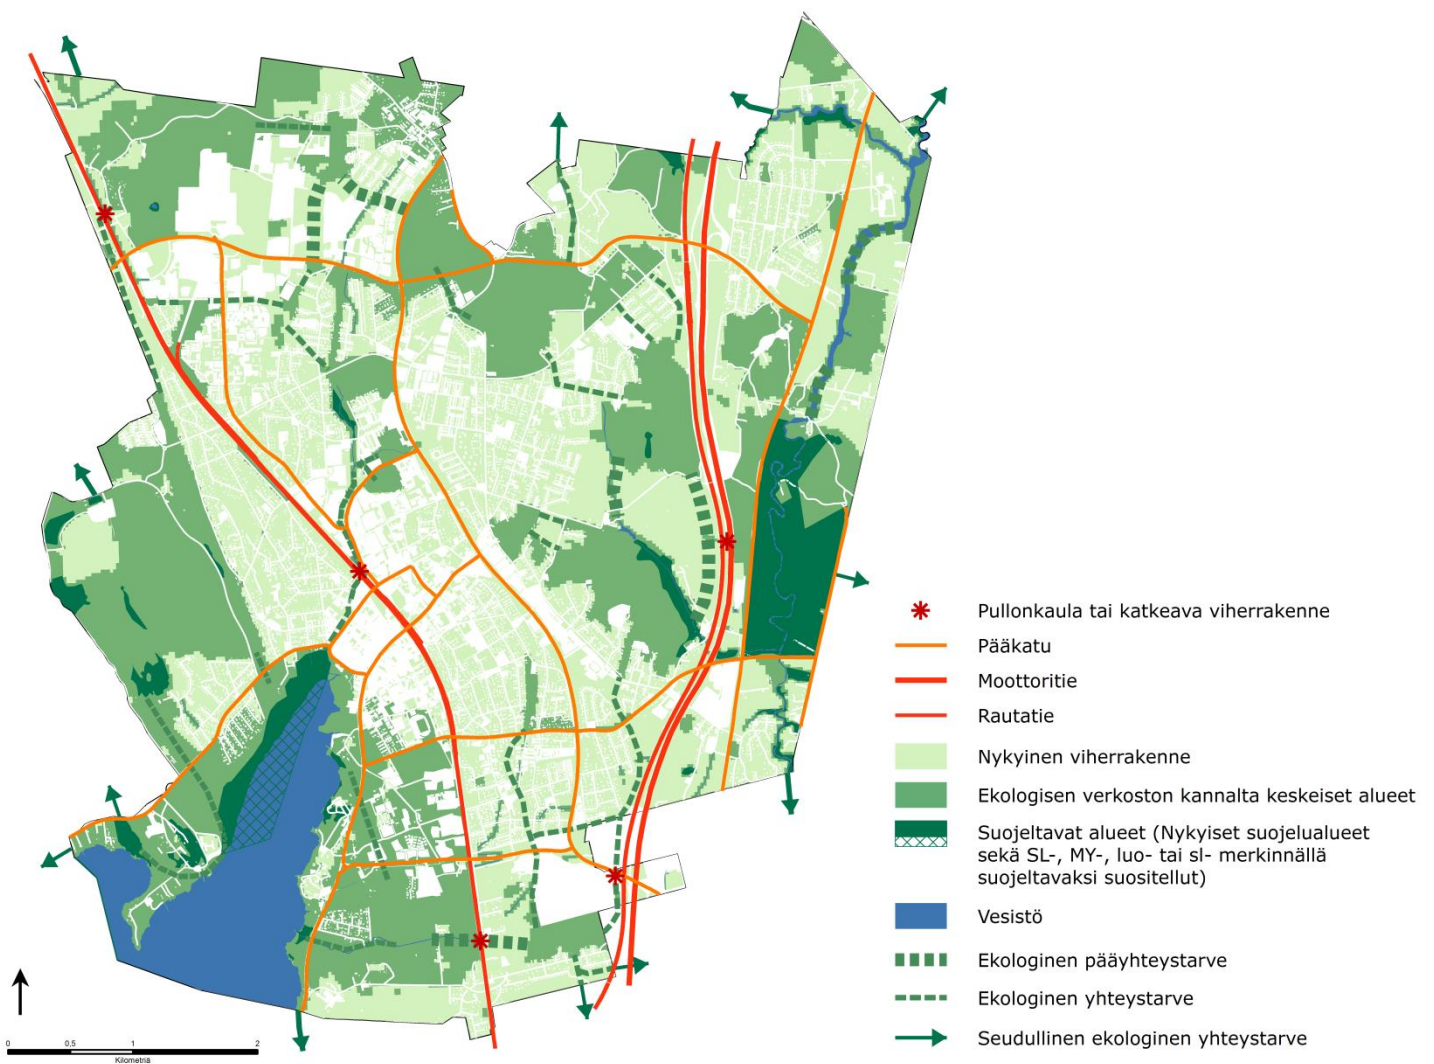 Pullonkaula tai katkeava viherrakenne
Pääkatu
Moottoritie
Rautatie
Nykyinen viherrakenne
Ekologisen verkoston kannalta keskeiset alueet
Suojeltavat alueet (Nykyiset suojelualueet
sekä SL-, MY-, luo- tai sl- merkinnällä
suojeltavaksi suositellut)
Vesistö
Ekologinen pääyhteystarve
Ekologinen yhteystarve
Seudullinen ekologinen yhteystarve
0 0,5 1 2
Kilometriä